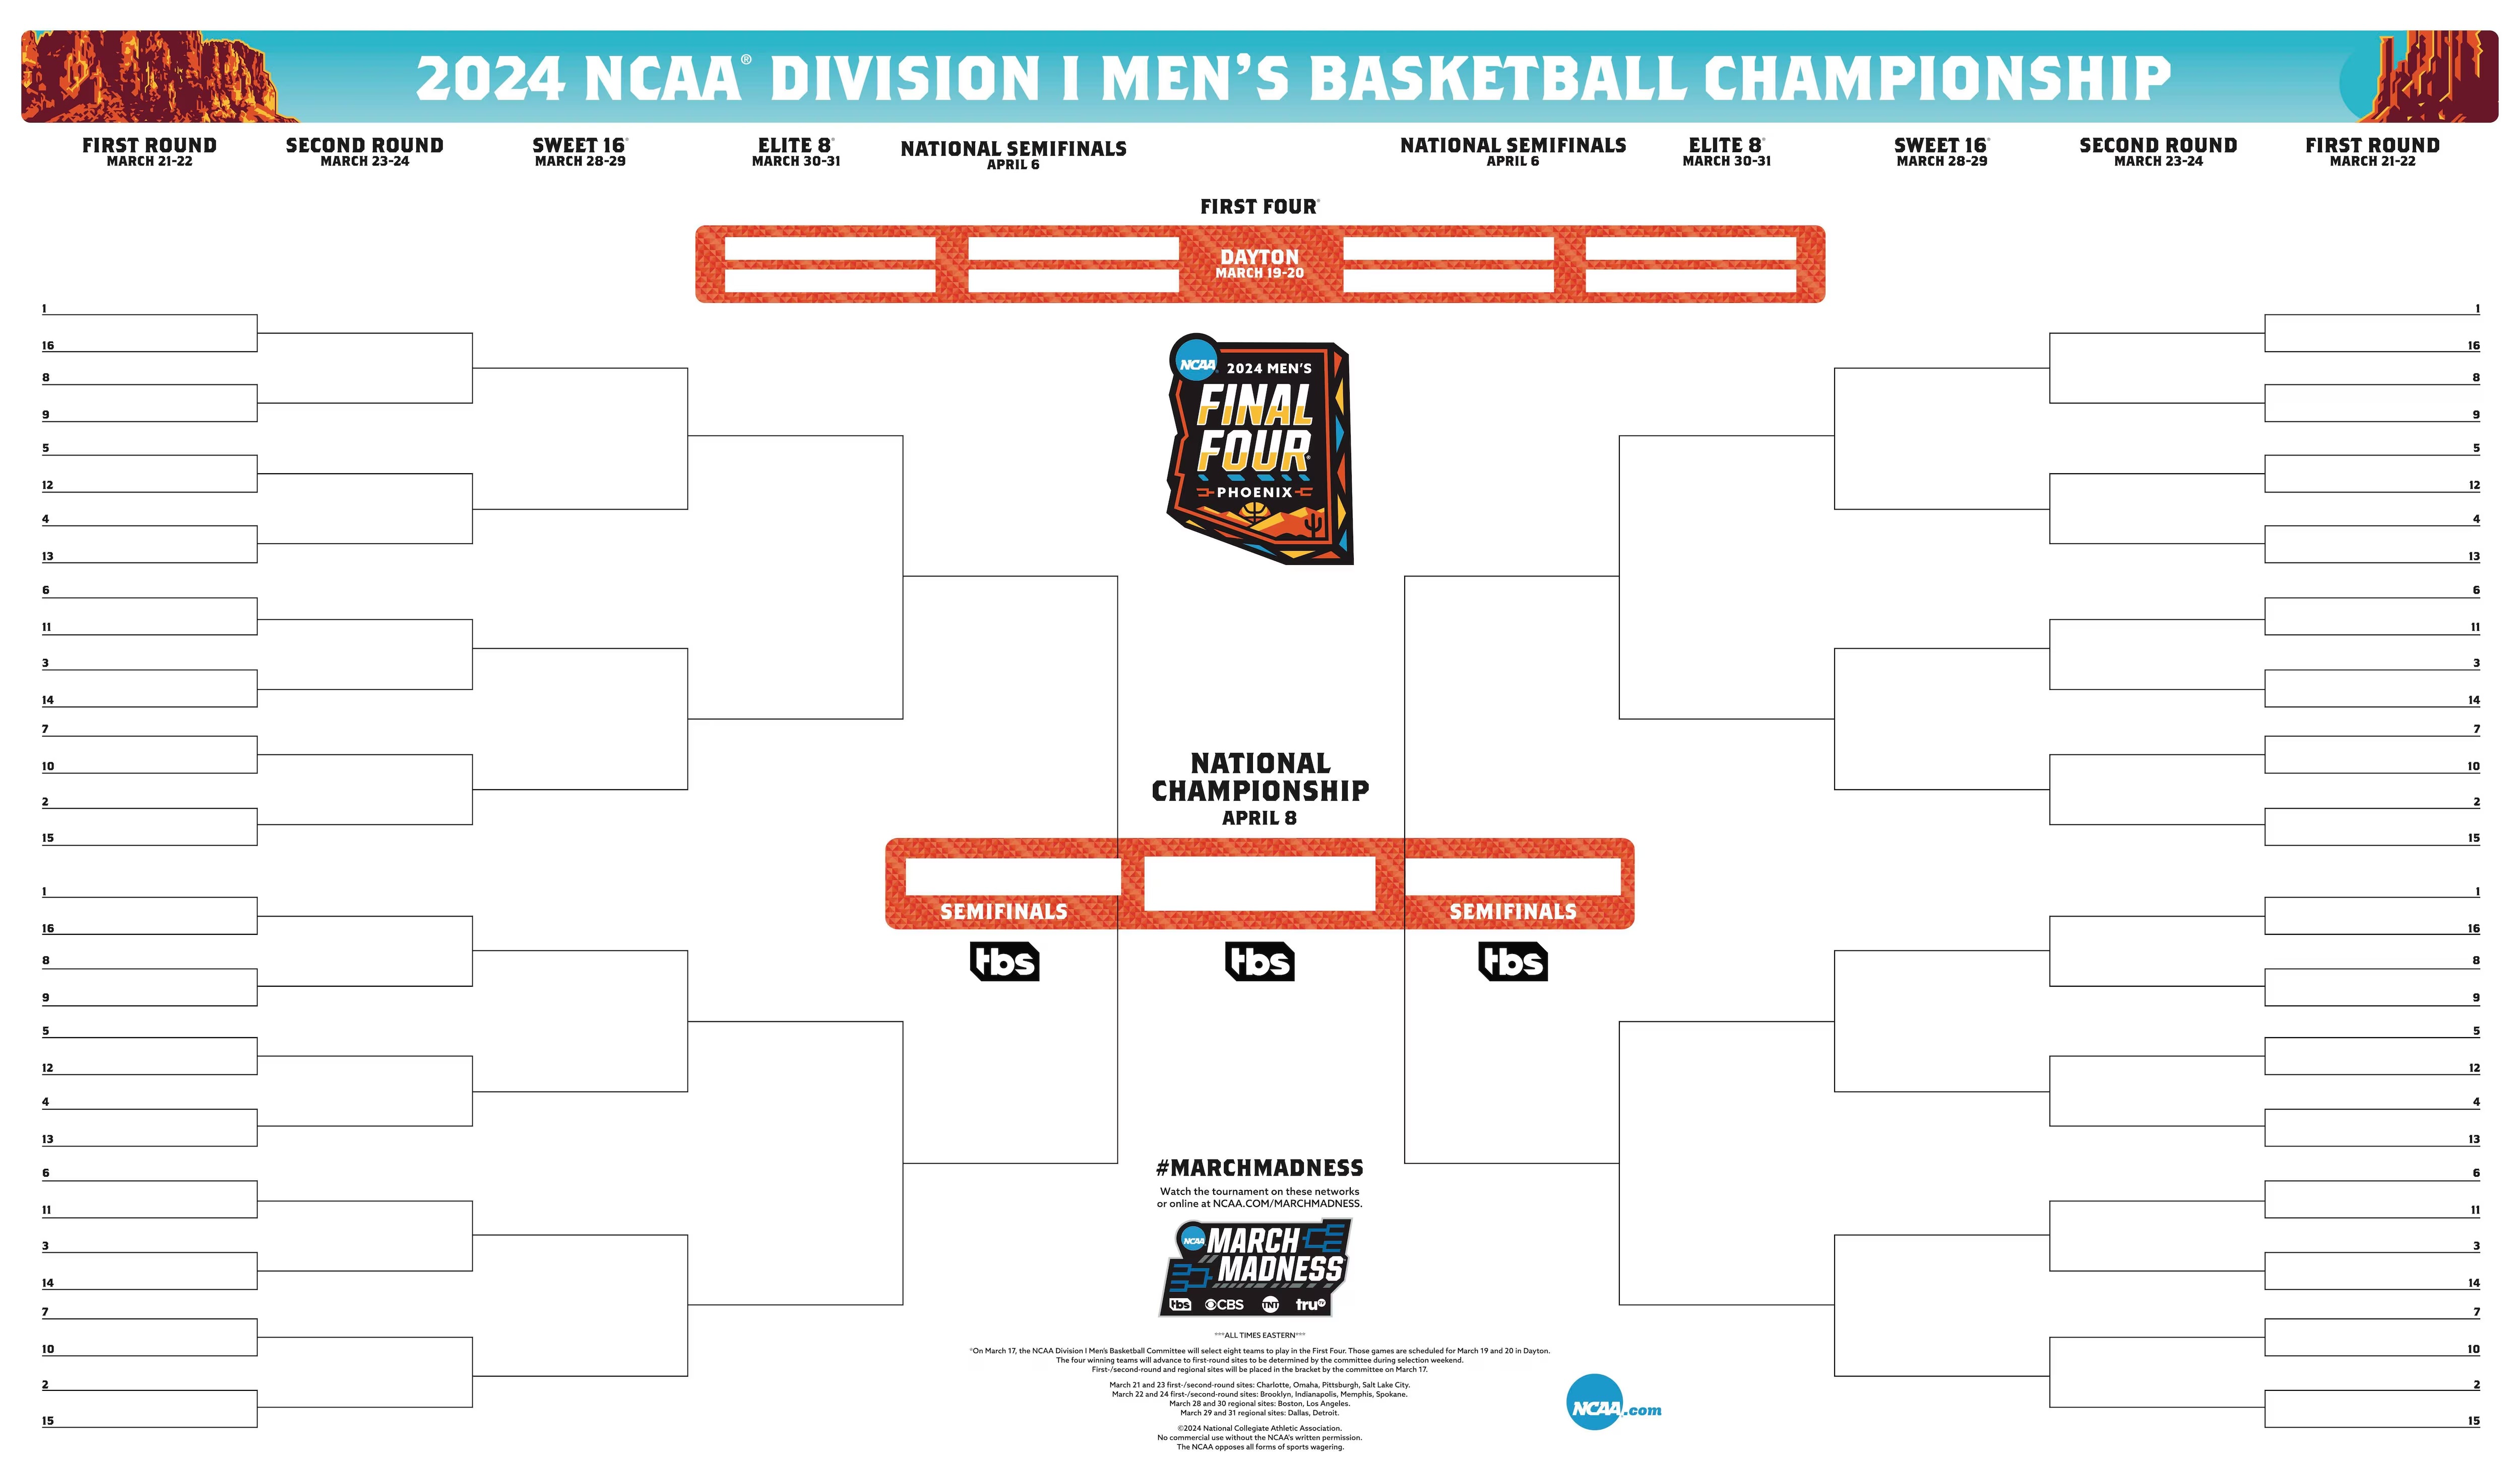 2024 NCAA® DIVISION I MEN'S BASKETBALL CHAMPIONSHIP
FIRST ROUND
MARCH 21-22
SECOND ROUND
MARCH 23-24
SWEET 16®
MARCH 28-29
ELITE 8®
MARCH 30-31
NATIONAL SEMIFINALS
APRIL 6
NATIONAL SEMIFINALS
APRIL 6
ELITE 8®
MARCH 30-31
SWEET 16®
MARCH 28-29
SECOND ROUND
MARCH 23-24
FIRST ROUND
MARCH 21-22
FIRST FOUR®
DAYTON
MARCH 19-20
1
16
8
9
5
12
4
13
6
11
3
14
7
10
2
15
1
16
8
9
5
12
4
13
6
11
3
14
7
10
2
15
NCAA
2024 MEN'S
FINAL
FOUR®
PHOENIX
NATIONAL
CHAMPIONSHIP
APRIL 8
SEMIFINALS
SEMIFINALS
tbs
tbs
tbs
#MARCHMADNESS
Watch the tournament on these networks
or online at NCAA.COM/MARCHMADNESS.
NCAA
MARCH
MADNESS
tbs CBS TNT truTV
***ALL TIMES EASTERN***
*On March 17, the NCAA Division I Men's Basketball Committee will select eight teams to play in the First Four. Those games are scheduled for March 19 and 20 in Dayton.
The four winning teams will advance to first-round sites to be determined by the committee during selection weekend.
First-/second-round and regional sites will be placed in the bracket by the committee on March 17.
March 21 and 23 first-/second-round sites: Charlotte, Omaha, Pittsburgh, Salt Lake City.
March 22 and 24 first-/second-round sites: Brooklyn, Indianapolis, Memphis, Spokane.
March 28 and 30 regional sites: Boston, Los Angeles.
March 29 and 31 regional sites: Dallas, Detroit.
©2024 National Collegiate Athletic Association.
No commercial use without the NCAA's written permission.
The NCAA opposes all forms of sports wagering.
NCAA.com
1
16
8
9
5
12
4
13
6
11
3
14
7
10
2
15
1
16
8
9
5
12
4
13
6
11
3
14
7
10
2
15